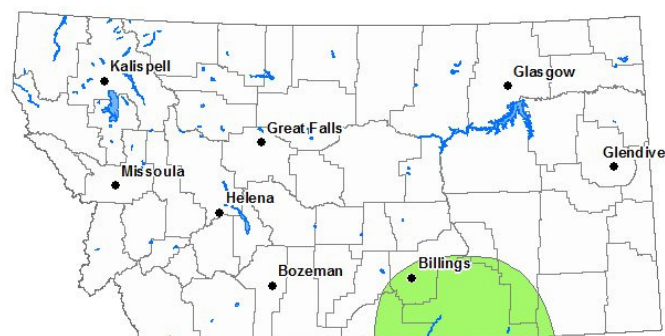 Kalispell
Glasgow
Great Falls
Glendive
Missoula
Helena
Billings
Bozeman